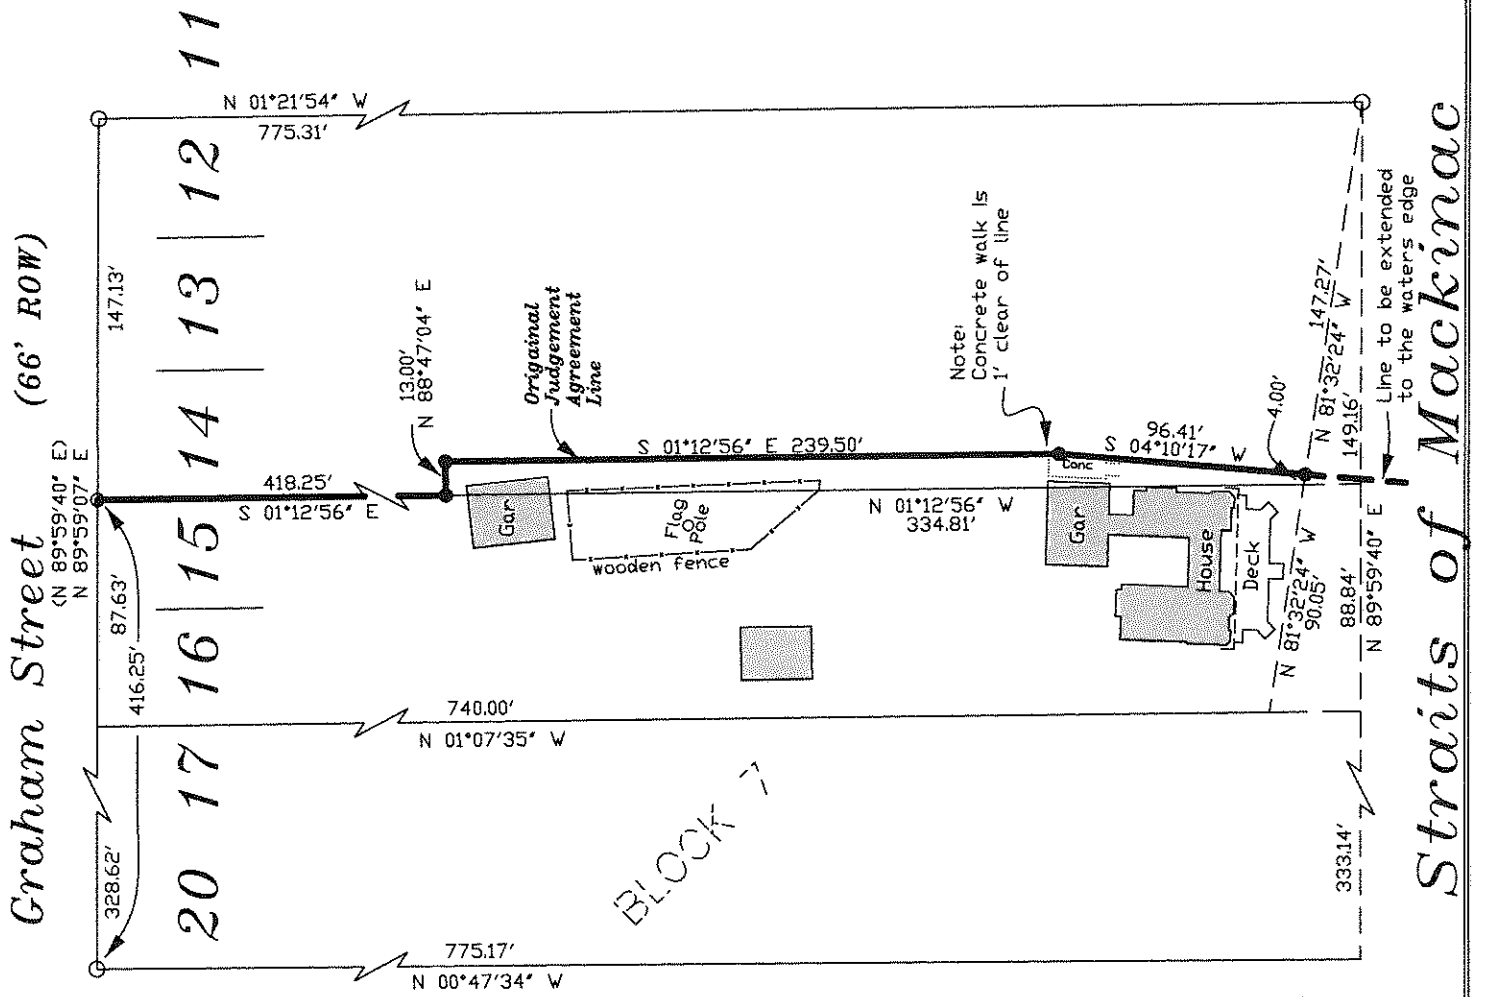 Graham Street (66' ROW)
(N 89°59'40" E)
N 89°59'07" E
147.13'
87.63'
416.25'
328.62'
11
12
13
14
15
16
17
20
N 01°21'54" W
775.31'
418.25'
S 01°12'56" E
13.00'
N 88°47'04" E
Origainal
Judgement
Agreement
Line
S 01°12'56" E 239.50'
Gar
Flag
Pole
wooden fence
N 01°12'56" W
334.81'
Note:
Concrete walk is
1' clear of line
Conc
96.41'
S 04°10'17" W
4.00'
Gar
House
Deck
147.27'
N 81°32'24" W
149.16'
N 81°32'24" W
90.05'
88.84'
N 89°59'40" E
Line to be extended
to the waters edge
740.00'
N 01°07'35" W
BLOCK 7
775.17'
N 00°47'34" W
333.14'
Straits of Mackinac